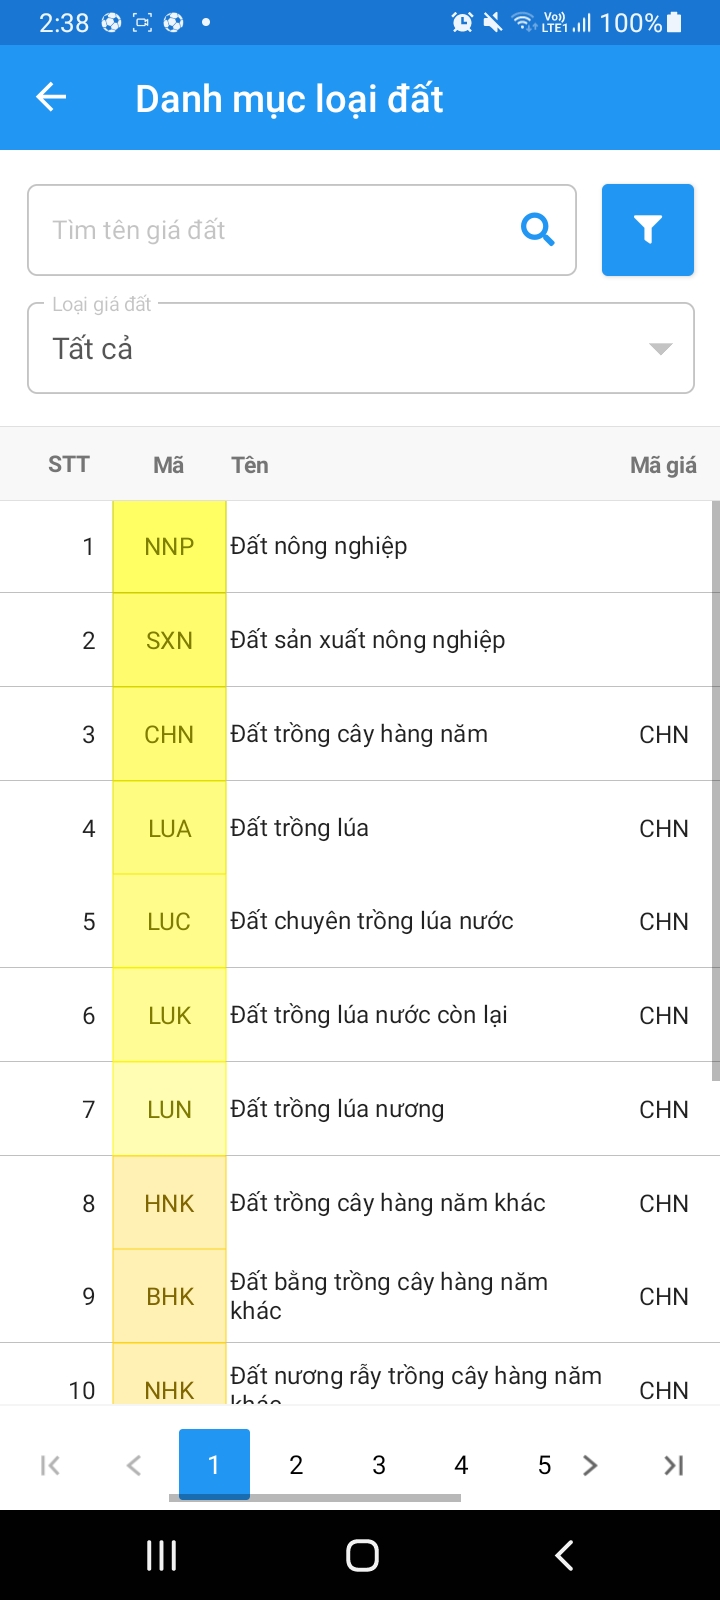 2:38 Vo)) LTE1 100%
Danh mục loại đất
Tìm tên giá đất
Loại giá đất
Tất cả
STT Mã Tên Mã giá
1 NNP Đất nông nghiệp
2 SXN Đất sản xuất nông nghiệp
3 CHN Đất trồng cây hàng năm CHN
4 LUA Đất trồng lúa CHN
5 LUC Đất chuyên trồng lúa nước CHN
6 LUK Đất trồng lúa nước còn lại CHN
7 LUN Đất trồng lúa nương CHN
8 HNK Đất trồng cây hàng năm khác CHN
9 BHK Đất bằng trồng cây hàng năm
khác CHN
10 NHK Đất nương rẫy trồng cây hàng năm
khác CHN
1 2 3 4 5